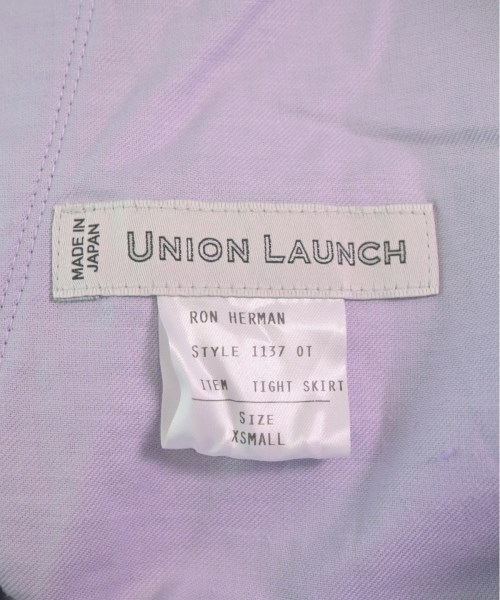 MADE IN
JAPAN
UNION LAUNCH
RON HERMAN
STYLE 1137 OT
ITEM TIGHT SKIRT
SIZE
XSMALL